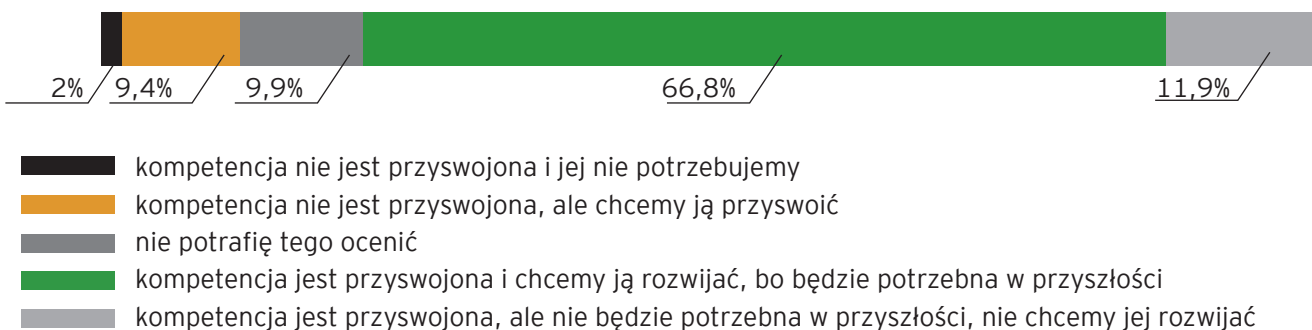 2% 9,4% 9,9% 66,8% 11,9%
kompetencja nie jest przyswojona i jej nie potrzebujemy
kompetencja nie jest przyswojona, ale chcemy ją przyswoić
nie potrafię tego ocenić
kompetencja jest przyswojona i chcemy ją rozwijać, bo będzie potrzebna w przyszłości
kompetencja jest przyswojona, ale nie będzie potrzebna w przyszłości, nie chcemy jej rozwijać